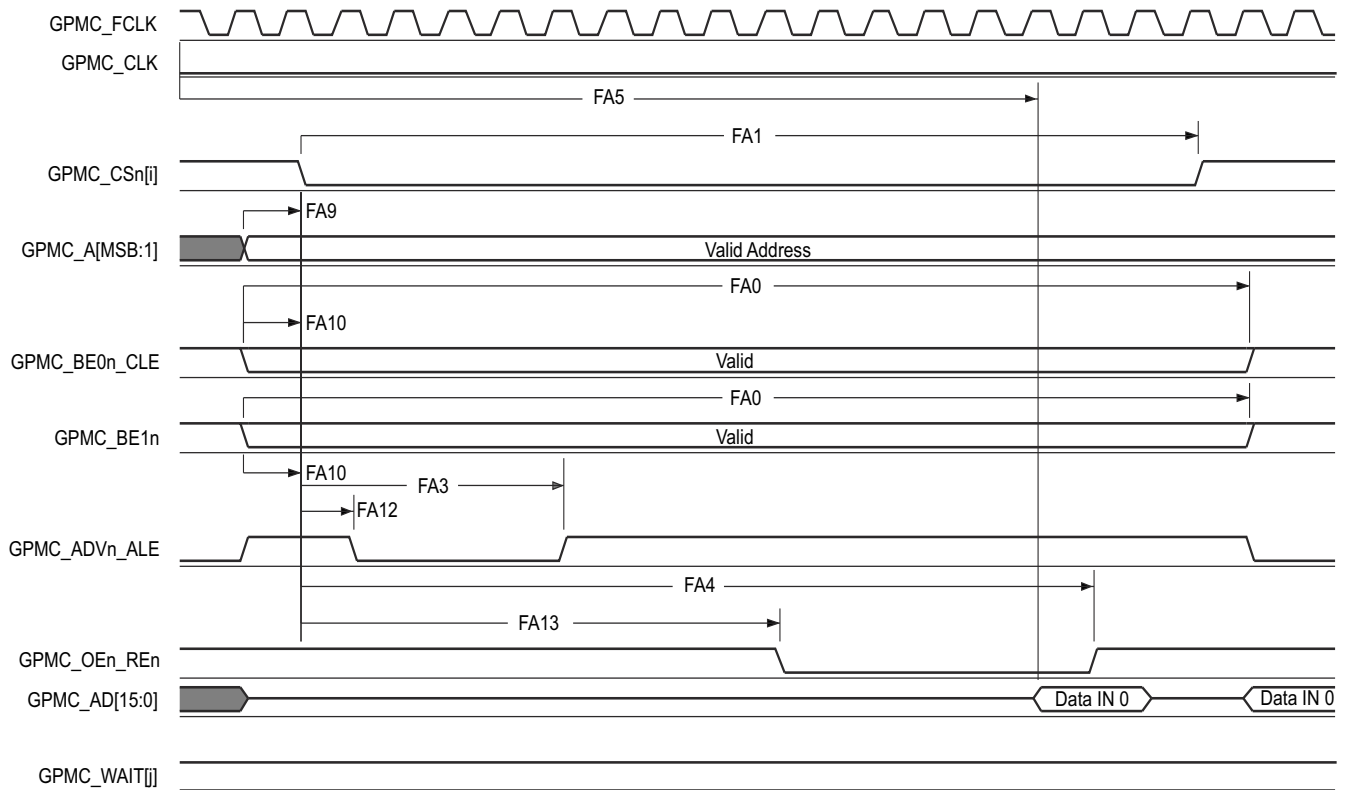 GPMC_FCLK
GPMC_CLK
FA5
FA1
GPMC_CSn[i]
FA9
GPMC_A[MSB:1]
Valid Address
FA0
FA10
GPMC_BE0n_CLE
Valid
FA0
GPMC_BE1n
Valid
FA10
FA3
FA12
GPMC_ADVn_ALE
FA4
FA13
GPMC_OEn_REn
GPMC_AD[15:0]
Data IN 0
Data IN 0
GPMC_WAIT[j]